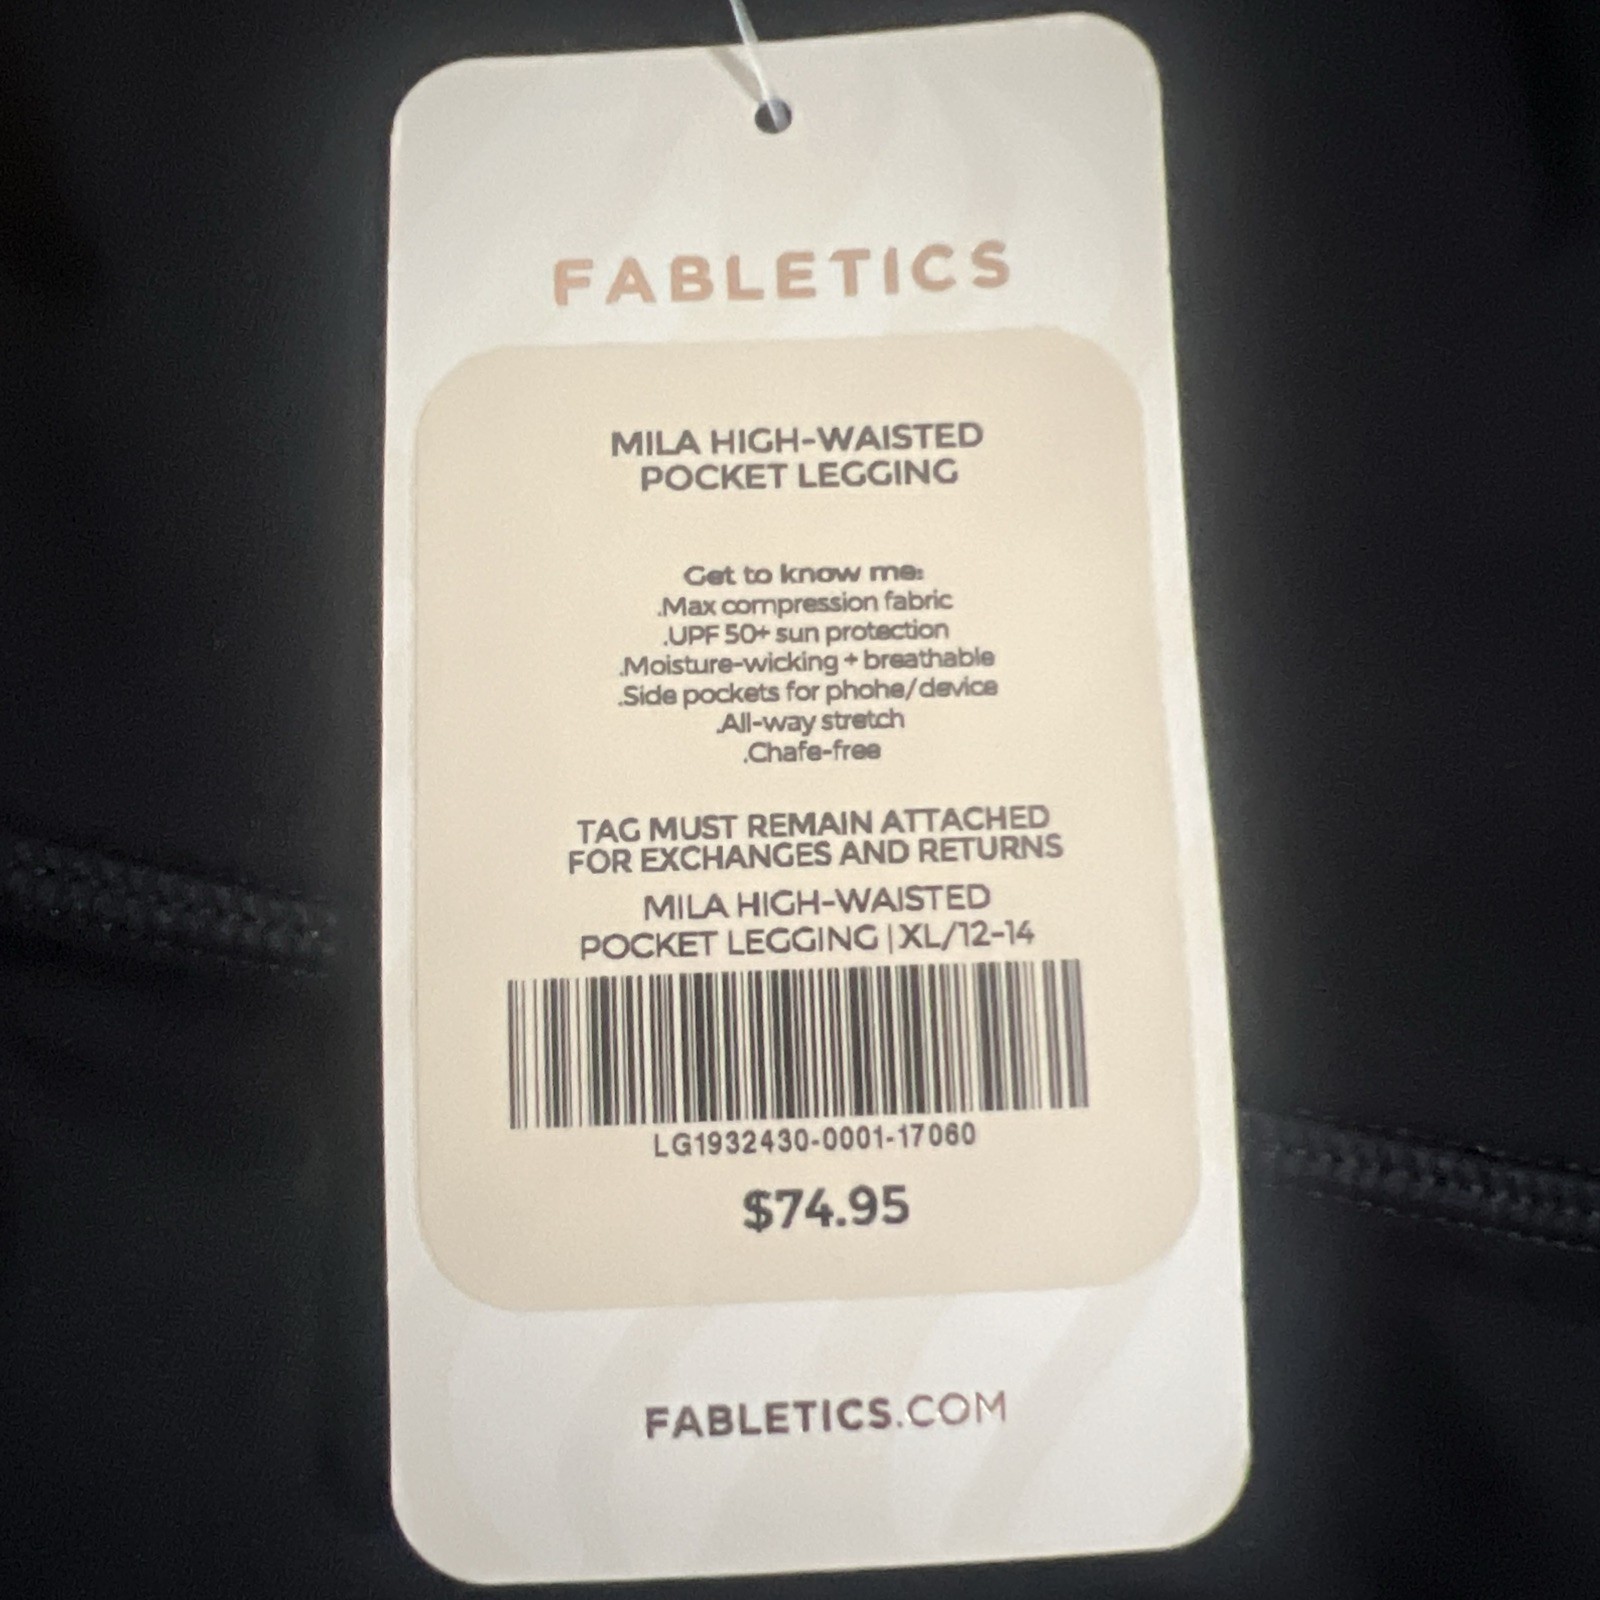 FABLETICS
MILA HIGH-WAISTED
POCKET LEGGING
Get to know me:
.Max compression fabric
.UPF 50+ sun protection
.Moisture-wicking + breathable
.Side pockets for phohe/device
.All-way stretch
.Chafe-free
TAG MUST REMAIN ATTACHED
FOR EXCHANGES AND RETURNS
MILA HIGH-WAISTED
POCKET LEGGING | XL/12-14
LG1932430-0001-17060
$74.95
FABLETICS.COM